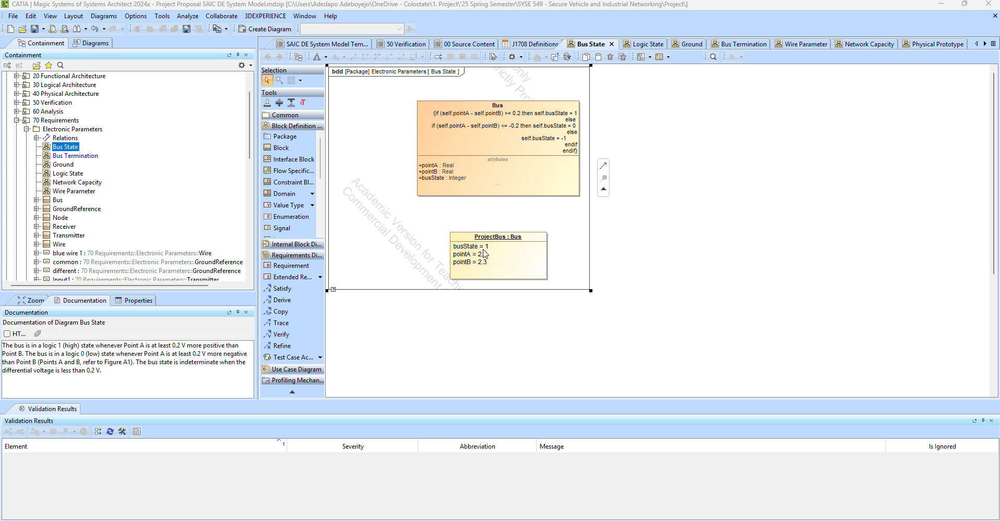 CATIA | Magic Systems of Systems Architect 2024x - Project Proposal SAIC DE System Model.mdzip [C:\Users\Adedapo Adeboyejo\OneDrive - Colostate\1. Project\'25 Spring Semester\SYSE 549 - Secure Vehicle and Industrial Networking\Project\]
File Edit View Layout Diagrams Options Tools Analyze Collaborate 3DEXPERIENCE Window Help
Create Diagram
Containment Diagrams
SAIC DE System Model Tem... 50 Verification 00 Source Content J1708 Definitions Bus State Logic State Ground Bus Termination Wire Parameter Network Capacity Physical Prototype
Containment
20 Functional Architecture
30 Logical Architecture
40 Physical Architecture
50 Verification
60 Analysis
70 Requirements
Electronic Parameters
Relations
Bus State
Bus Termination
Ground
Logic State
Network Capacity
Wire Parameter
Bus
GroundReference
Node
Receiver
Transmitter
Wire
blue wire 1 : 70 Requirements::Electronic Parameters::Wire
common : 70 Requirements::Electronic Parameters::GroundReference
different : 70 Requirements::Electronic Parameters::GroundReference
Input1 : 70 Requirements::Electronic Parameters::Transmitter
Zoom Documentation Properties
Documentation
Documentation of Diagram Bus State
HT...
The bus is in a logic 1 (high) state whenever Point A is at least 0.2 V more positive than
Point B. The bus is in a logic 0 (low) state whenever Point A is at least 0.2 V more negative
than Point B (Points A and B, refer to Figure A1). The bus state is indeterminate when the
differential voltage is less than 0.2 V.
Selection
Tools
Common
Block Definition ...
Package
Block
Interface Block
Flow Specific...
Constraint Bl...
Domain
Value Type
Enumeration
Signal
Internal Block Di...
Requirements Di...
Requirement
Extended Re...
Satisfy
Derive
Copy
Trace
Verify
Refine
Test Case Ac...
Use Case Diagram
Profiling Mechan...
bdd [Package] Electronic Parameters [ Bus State ]
Bus
{if (self.pointA - self.pointB) >= 0.2 then self.busState = 1
else
if (self.pointA - self.pointB) <= -0.2 then self.busState = 0
else
self.busState = -1
endif
endif}
attributes
+pointA : Real
+pointB : Real
+busState : Integer
...
ProjectBus : Bus
busState = 1
pointA = 2.
pointB = 2.3
Academic Version for Teaching Only
Commercial Development is Strictly Pro
Validation Results
Validation Results
Element 1 Severity Abbreviation Message Is Ignored